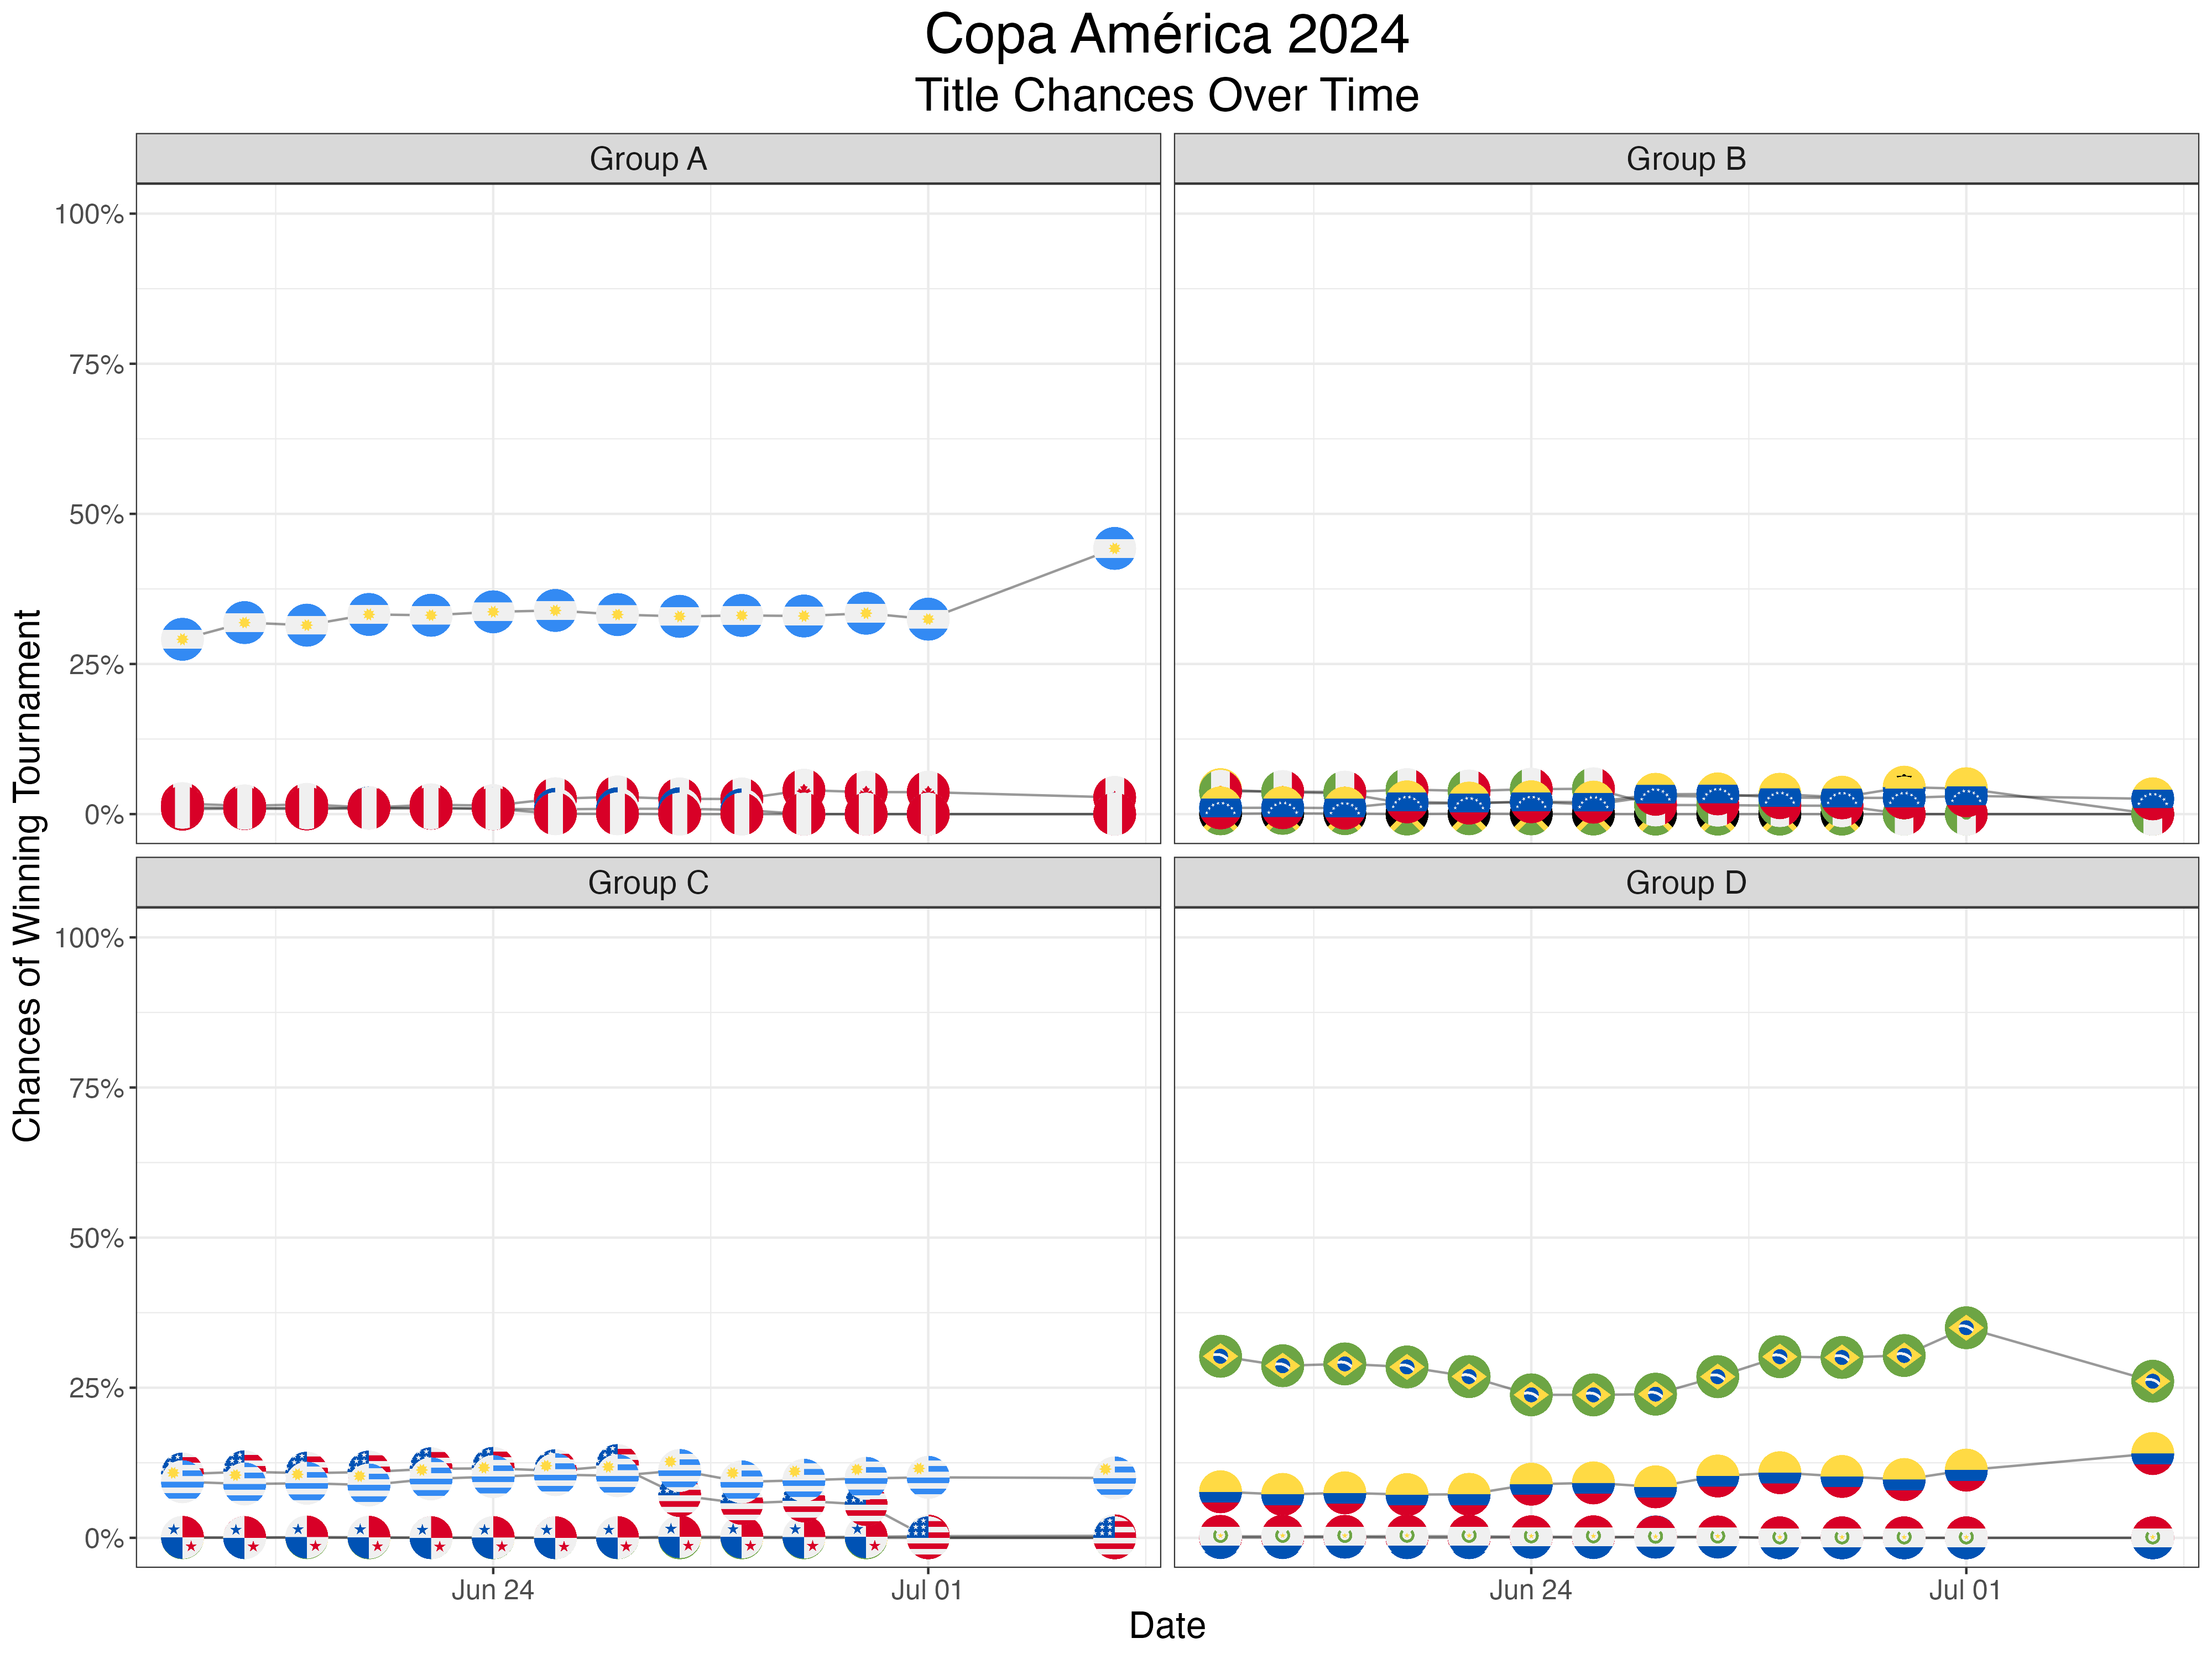 Copa América 2024
Title Chances Over Time
Group A
Group B
100%
75%
50%
25%
0%
Group C
Group D
100%
75%
50%
25%
0%
Jun 24
Jul 01
Jun 24
Jul 01
Date
Chances of Winning Tournament